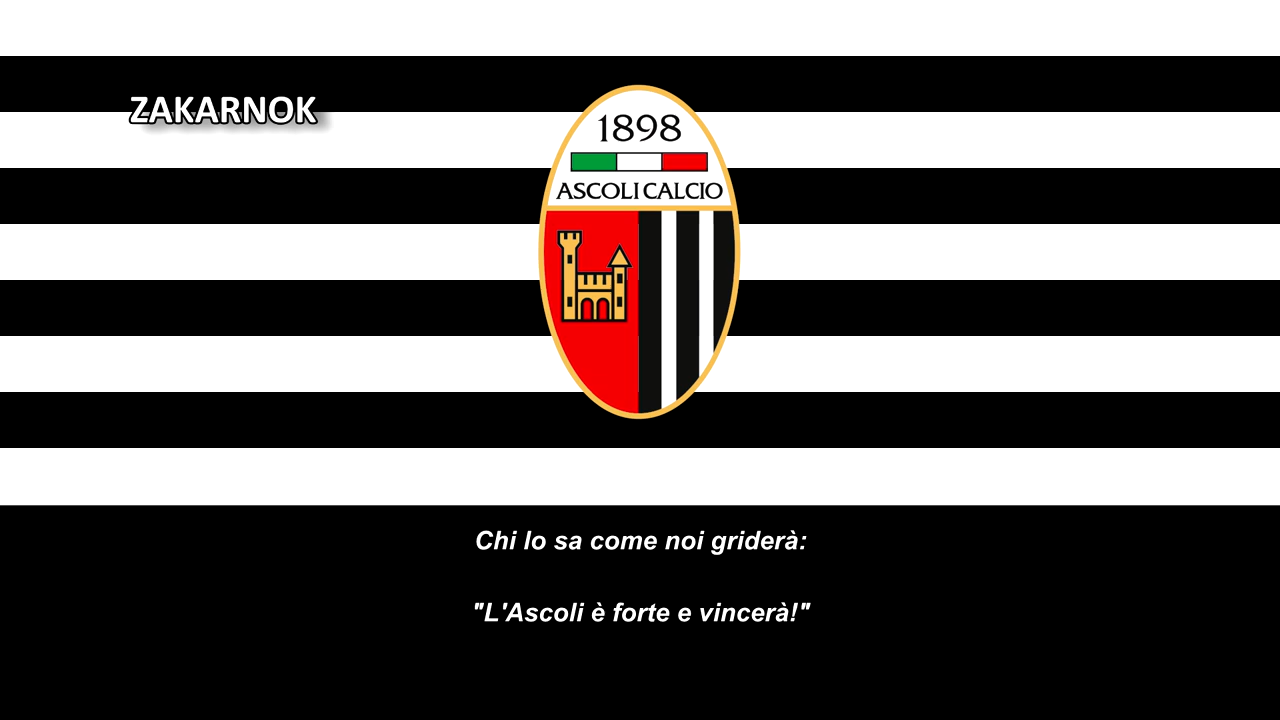 ZAKARNOK
1898
ASCOLI CALCIO
Chi lo sa come noi griderà:
"L'Ascoli è forte e vincerà!"